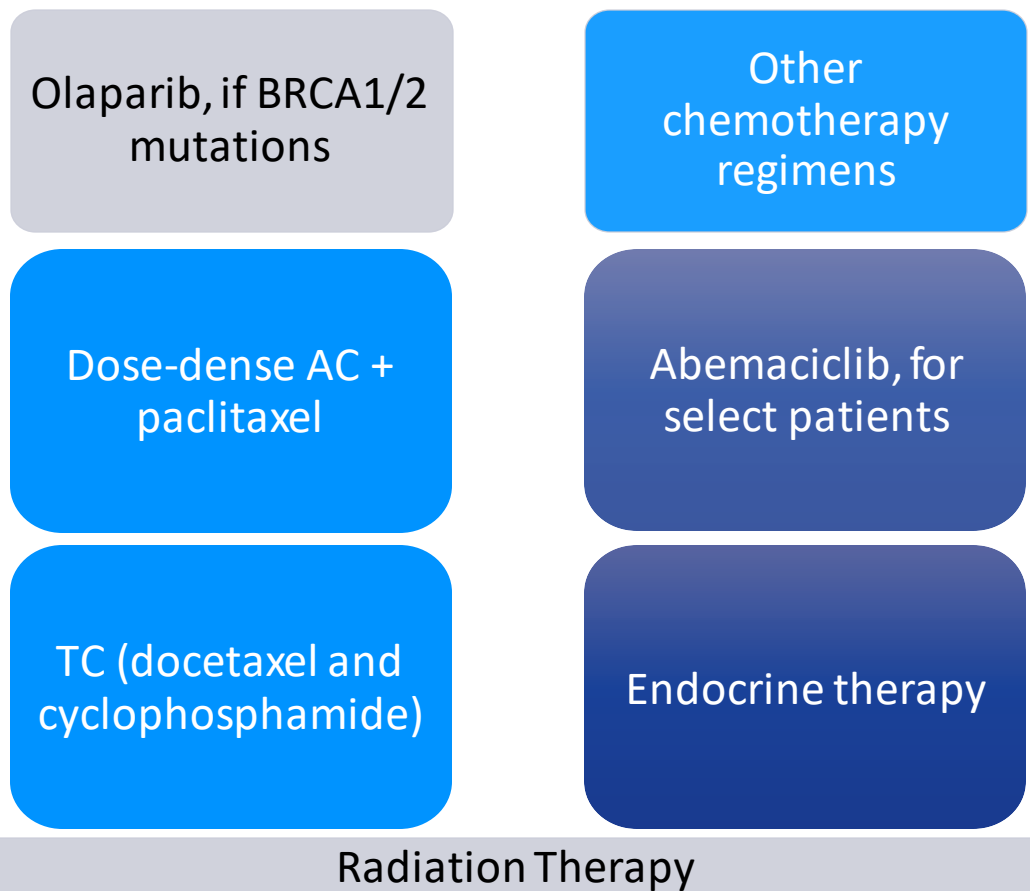 Olaparib, if BRCA1/2
mutations
Other
chemotherapy
regimens
Dose-dense AC +
paclitaxel
Abemaciclib, for
select patients
TC (docetaxel and
cyclophosphamide)
Endocrine therapy
Radiation Therapy